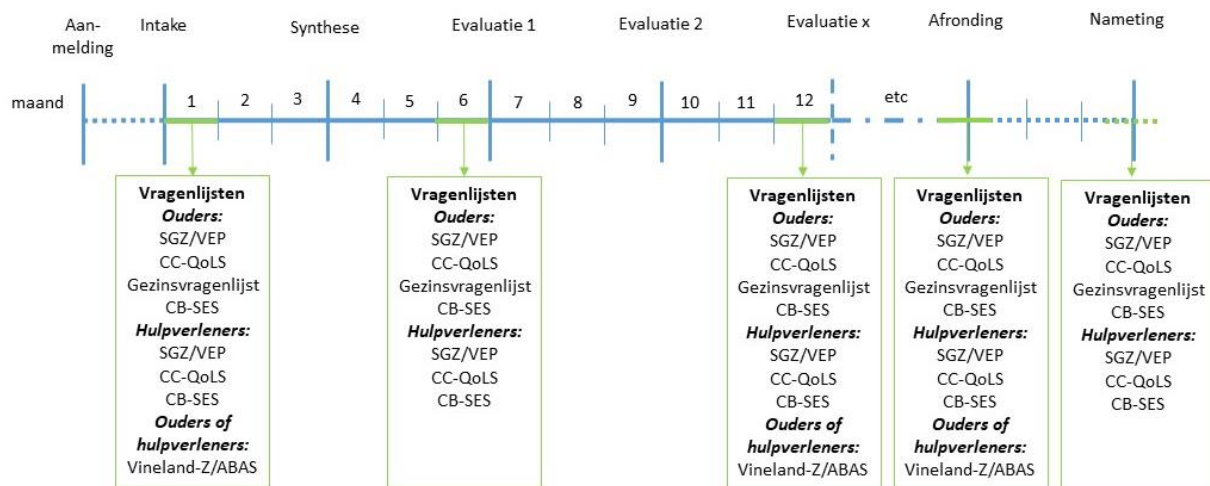 Aan-
melding
Intake
Synthese
Evaluatie 1
Evaluatie 2
Evaluatie x
Afronding
Nameting
maand
1 2 3 4 5 6 7 8 9 10 11 12 etc
Vragenlijsten
Ouders:
SGZ/VEP
CC-QoLS
Gezinsvragenlijst
CB-SES
Hulpverleners:
SGZ/VEP
CC-QoLS
CB-SES
Ouders of
hulpverleners:
Vineland-Z/ABAS
Vragenlijsten
Ouders:
SGZ/VEP
CC-QoLS
Gezinsvragenlijst
CB-SES
Hulpverleners:
SGZ/VEP
CC-QoLS
CB-SES
Vragenlijsten
Ouders:
SGZ/VEP
CC-QoLS
Gezinsvragenlijst
CB-SES
Hulpverleners:
SGZ/VEP
CC-QoLS
CB-SES
Ouders of
hulpverleners:
Vineland-Z/ABAS
Vragenlijsten
Ouders:
SGZ/VEP
CC-QoLS
Gezinsvragenlijst
CB-SES
Hulpverleners:
SGZ/VEP
CC-QoLS
CB-SES
Ouders of
hulpverleners:
Vineland-Z/ABAS
Vragenlijsten
Ouders:
SGZ/VEP
CC-QoLS
Gezinsvragenlijst
CB-SES
Hulpverleners:
SGZ/VEP
CC-QoLS
CB-SES